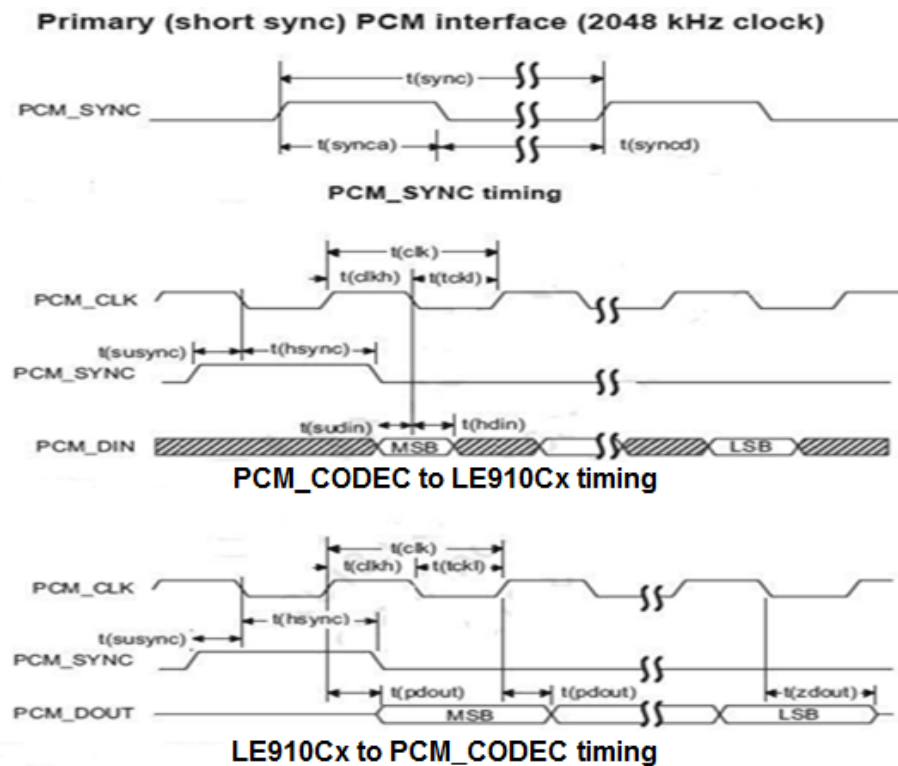 Primary (short sync) PCM interface (2048 kHz clock)
t(sync)
PCM_SYNC
t(synca)
t(syncd)
PCM_SYNC timing
t(clk)
t(clkh)
t(tckl)
PCM_CLK
t(susync)
t(hsync)
PCM_SYNC
t(sudin)
t(hdin)
PCM_DIN
MSB
LSB
PCM_CODEC to LE910Cx timing
t(clk)
t(clkh)
t(tckl)
PCM_CLK
t(hsync)
t(susync)
PCM_SYNC
t(pdout)
t(pdout)
t(zdout)
PCM_DOUT
MSB
LSB
LE910Cx to PCM_CODEC timing